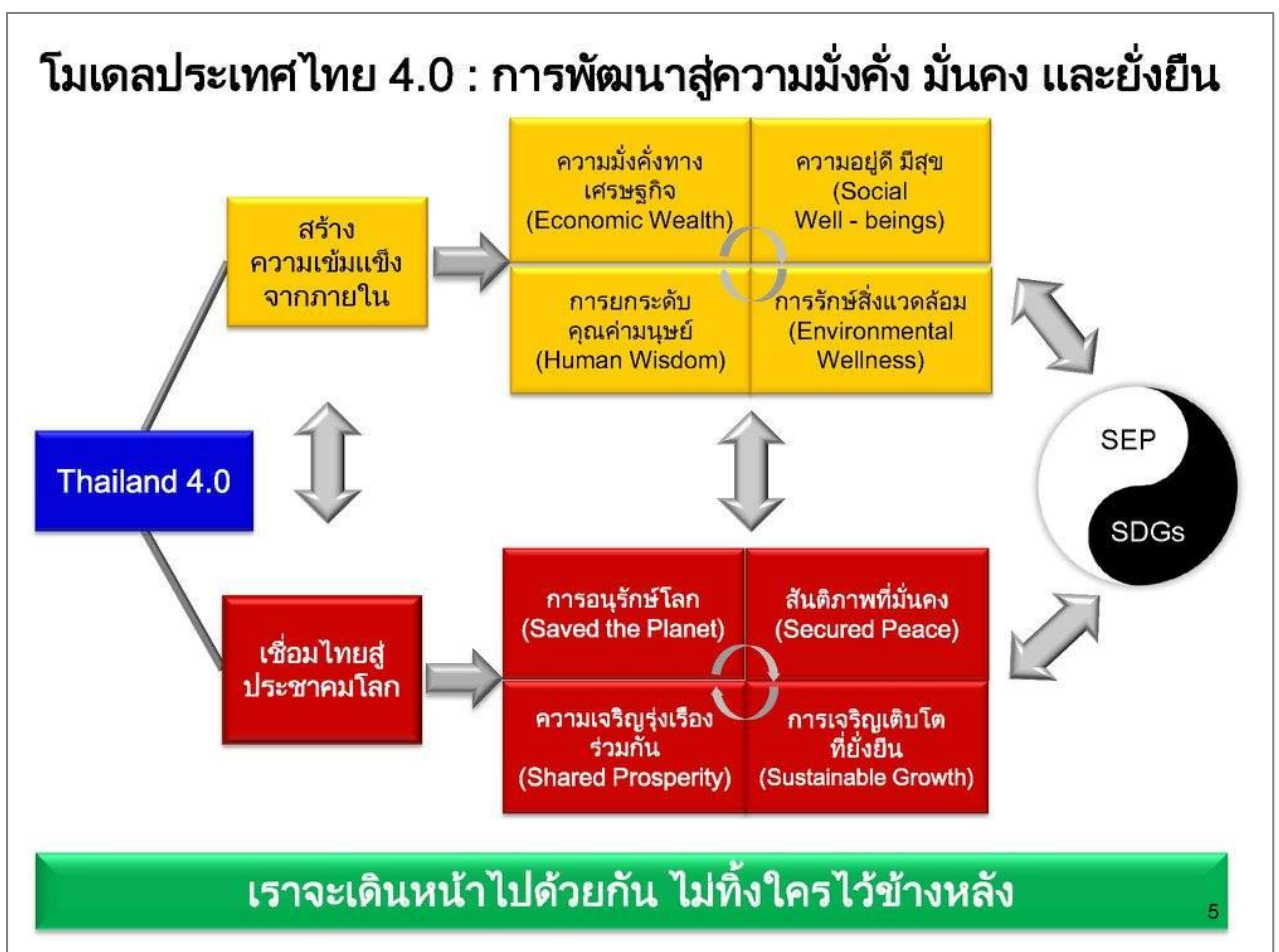 โมเดลประเทศไทย 4.0 : การพัฒนาสู่ความมั่งคั่ง มั่นคง และยั่งยืน
สร้าง
ความเข้มแข็ง
จากภายใน
ความมั่งคั่งทาง
เศรษฐกิจ
(Economic Wealth)
ความอยู่ดี มีสุข
(Social
Well - beings)
การยกระดับ
คุณค่ามนุษย์
(Human Wisdom)
การรักษ์สิ่งแวดล้อม
(Environmental
Wellness)
Thailand 4.0
SEP
SDGs
เชื่อมไทยสู่
ประชาคมโลก
การอนุรักษ์โลก
(Saved the Planet)
สันติภาพที่มั่นคง
(Secured Peace)
ความเจริญรุ่งเรือง
ร่วมกัน
(Shared Prosperity)
การเจริญเติบโต
ที่ยั่งยืน
(Sustainable Growth)
เราจะเดินหน้าไปด้วยกัน ไม่ทิ้งใครไว้ข้างหลัง
5